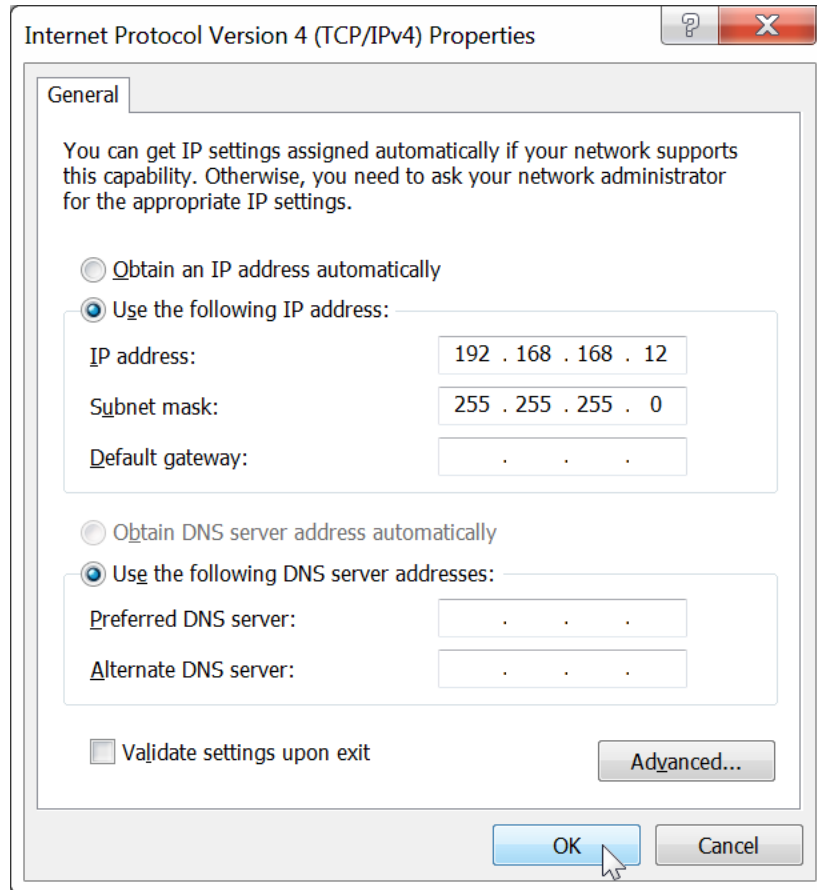 Internet Protocol Version 4 (TCP/IPv4) Properties
General
You can get IP settings assigned automatically if your network supports
this capability. Otherwise, you need to ask your network administrator
for the appropriate IP settings.
Obtain an IP address automatically
Use the following IP address:
IP address: 192 . 168 . 168 . 12
Subnet mask: 255 . 255 . 255 . 0
Default gateway: . . .
Obtain DNS server address automatically
Use the following DNS server addresses:
Preferred DNS server: . . .
Alternate DNS server: . . .
Validate settings upon exit
Advanced...
OK Cancel